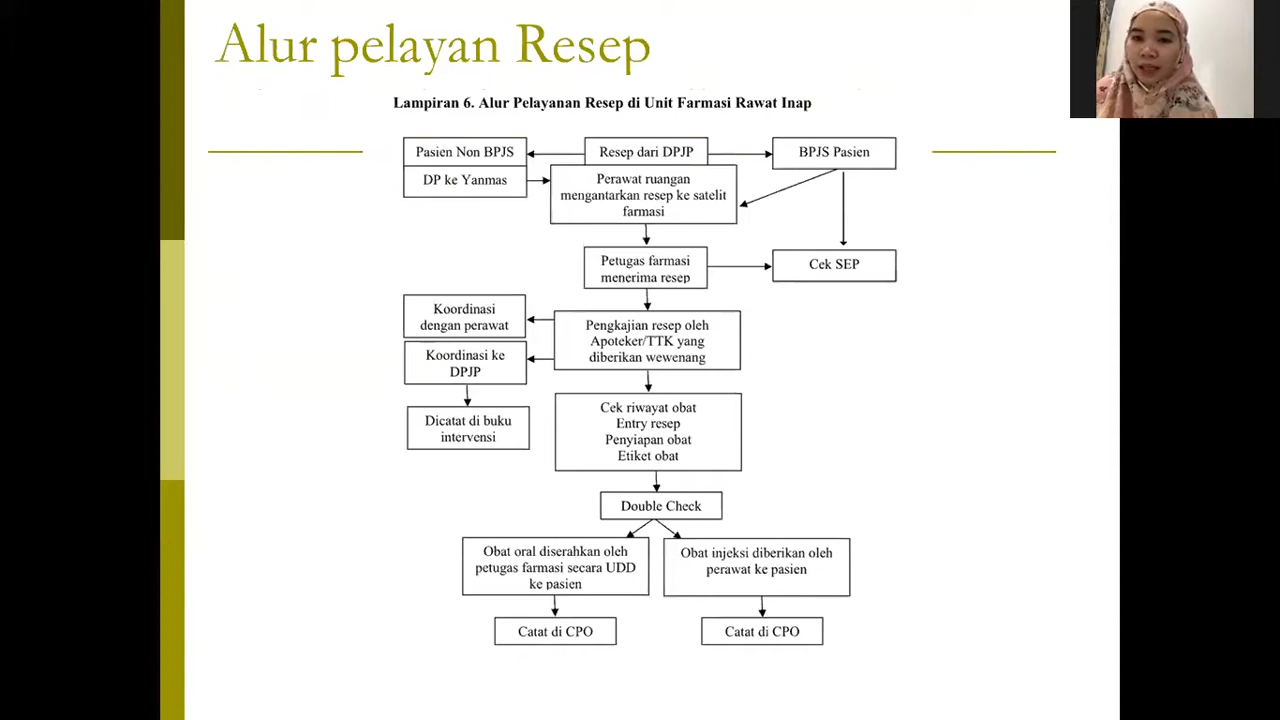 Alur pelayan Resep
Lampiran 6. Alur Pelayanan Resep di Unit Farmasi Rawat Inap
Pasien Non BPJS
Resep dari DPJP
BPJS Pasien
DP ke Yanmas
Perawat ruangan
mengantarkan resep ke satelit
farmasi
Petugas farmasi
menerima resep
Cek SEP
Koordinasi
dengan perawat
Pengkajian resep oleh
Apoteker/TTK yang
diberikan wewenang
Koordinasi ke
DPJP
Dicatat di buku
intervensi
Cek riwayat obat
Entry resep
Penyiapan obat
Etiket obat
Double Check
Obat oral diserahkan oleh
petugas farmasi secara UDD
ke pasien
Obat injeksi diberikan oleh
perawat ke pasien
Catat di CPO
Catat di CPO